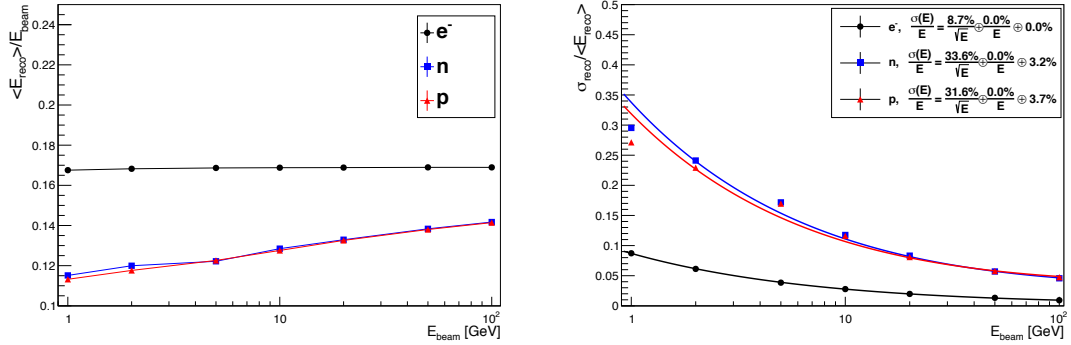 <E_reco>/E_beam
0.24
0.22
0.2
0.18
0.16
0.14
0.12
0.1
e⁻
n
p
1
10
10²
E_beam [GeV]
σ_reco/<E_reco>
0.5
0.45
0.4
0.35
0.3
0.25
0.2
0.15
0.1
0.05
0
e⁻, σ(E)/E = 8.7%/√E ⊕ 0.0%/E ⊕ 0.0%
n, σ(E)/E = 33.6%/√E ⊕ 0.0%/E ⊕ 3.2%
p, σ(E)/E = 31.6%/√E ⊕ 0.0%/E ⊕ 3.7%
1
10
10²
E_beam [GeV]